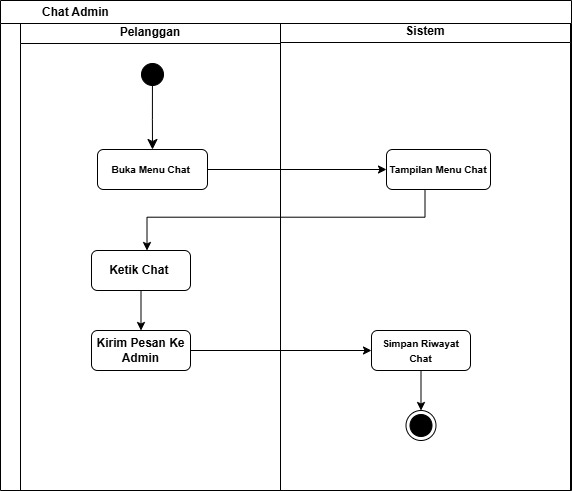 Chat Admin
Pelanggan
Sistem
Buka Menu Chat
Tampilan Menu Chat
Ketik Chat
Kirim Pesan Ke
Admin
Simpan Riwayat
Chat